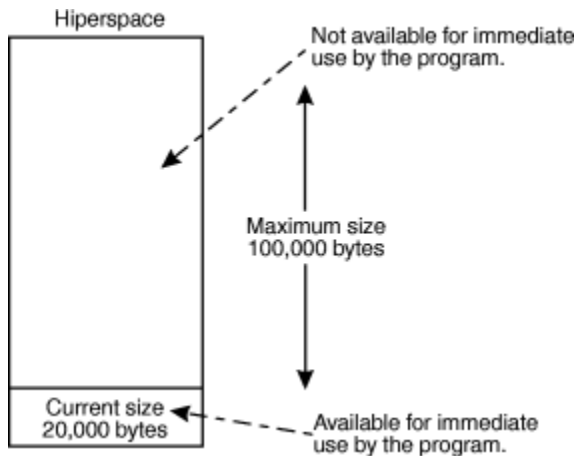 Hiperspace
Not available for immediate
use by the program.
Maximum size
100,000 bytes
Current size
20,000 bytes
Available for immediate
use by the program.